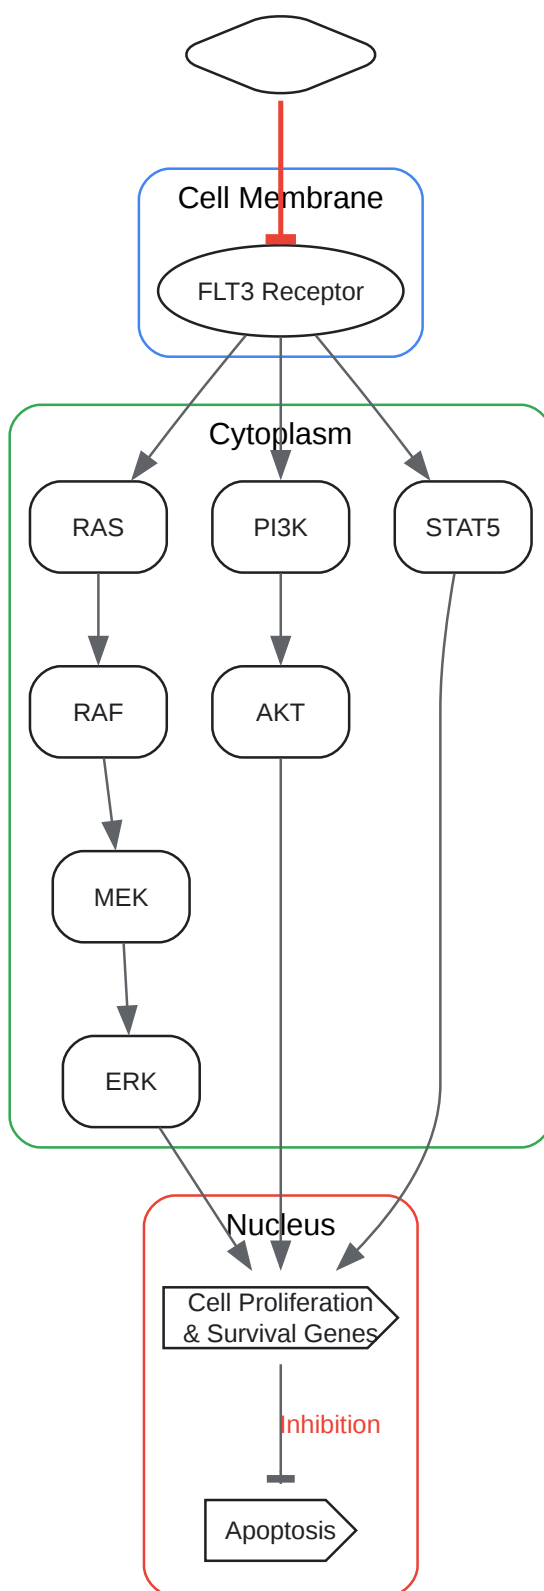 Cell Membrane
FLT3 Receptor
Cytoplasm
RAS
PI3K
STAT5
RAF
AKT
MEK
ERK
Nucleus
Cell Proliferation
& Survival Genes
Inhibition
Apoptosis